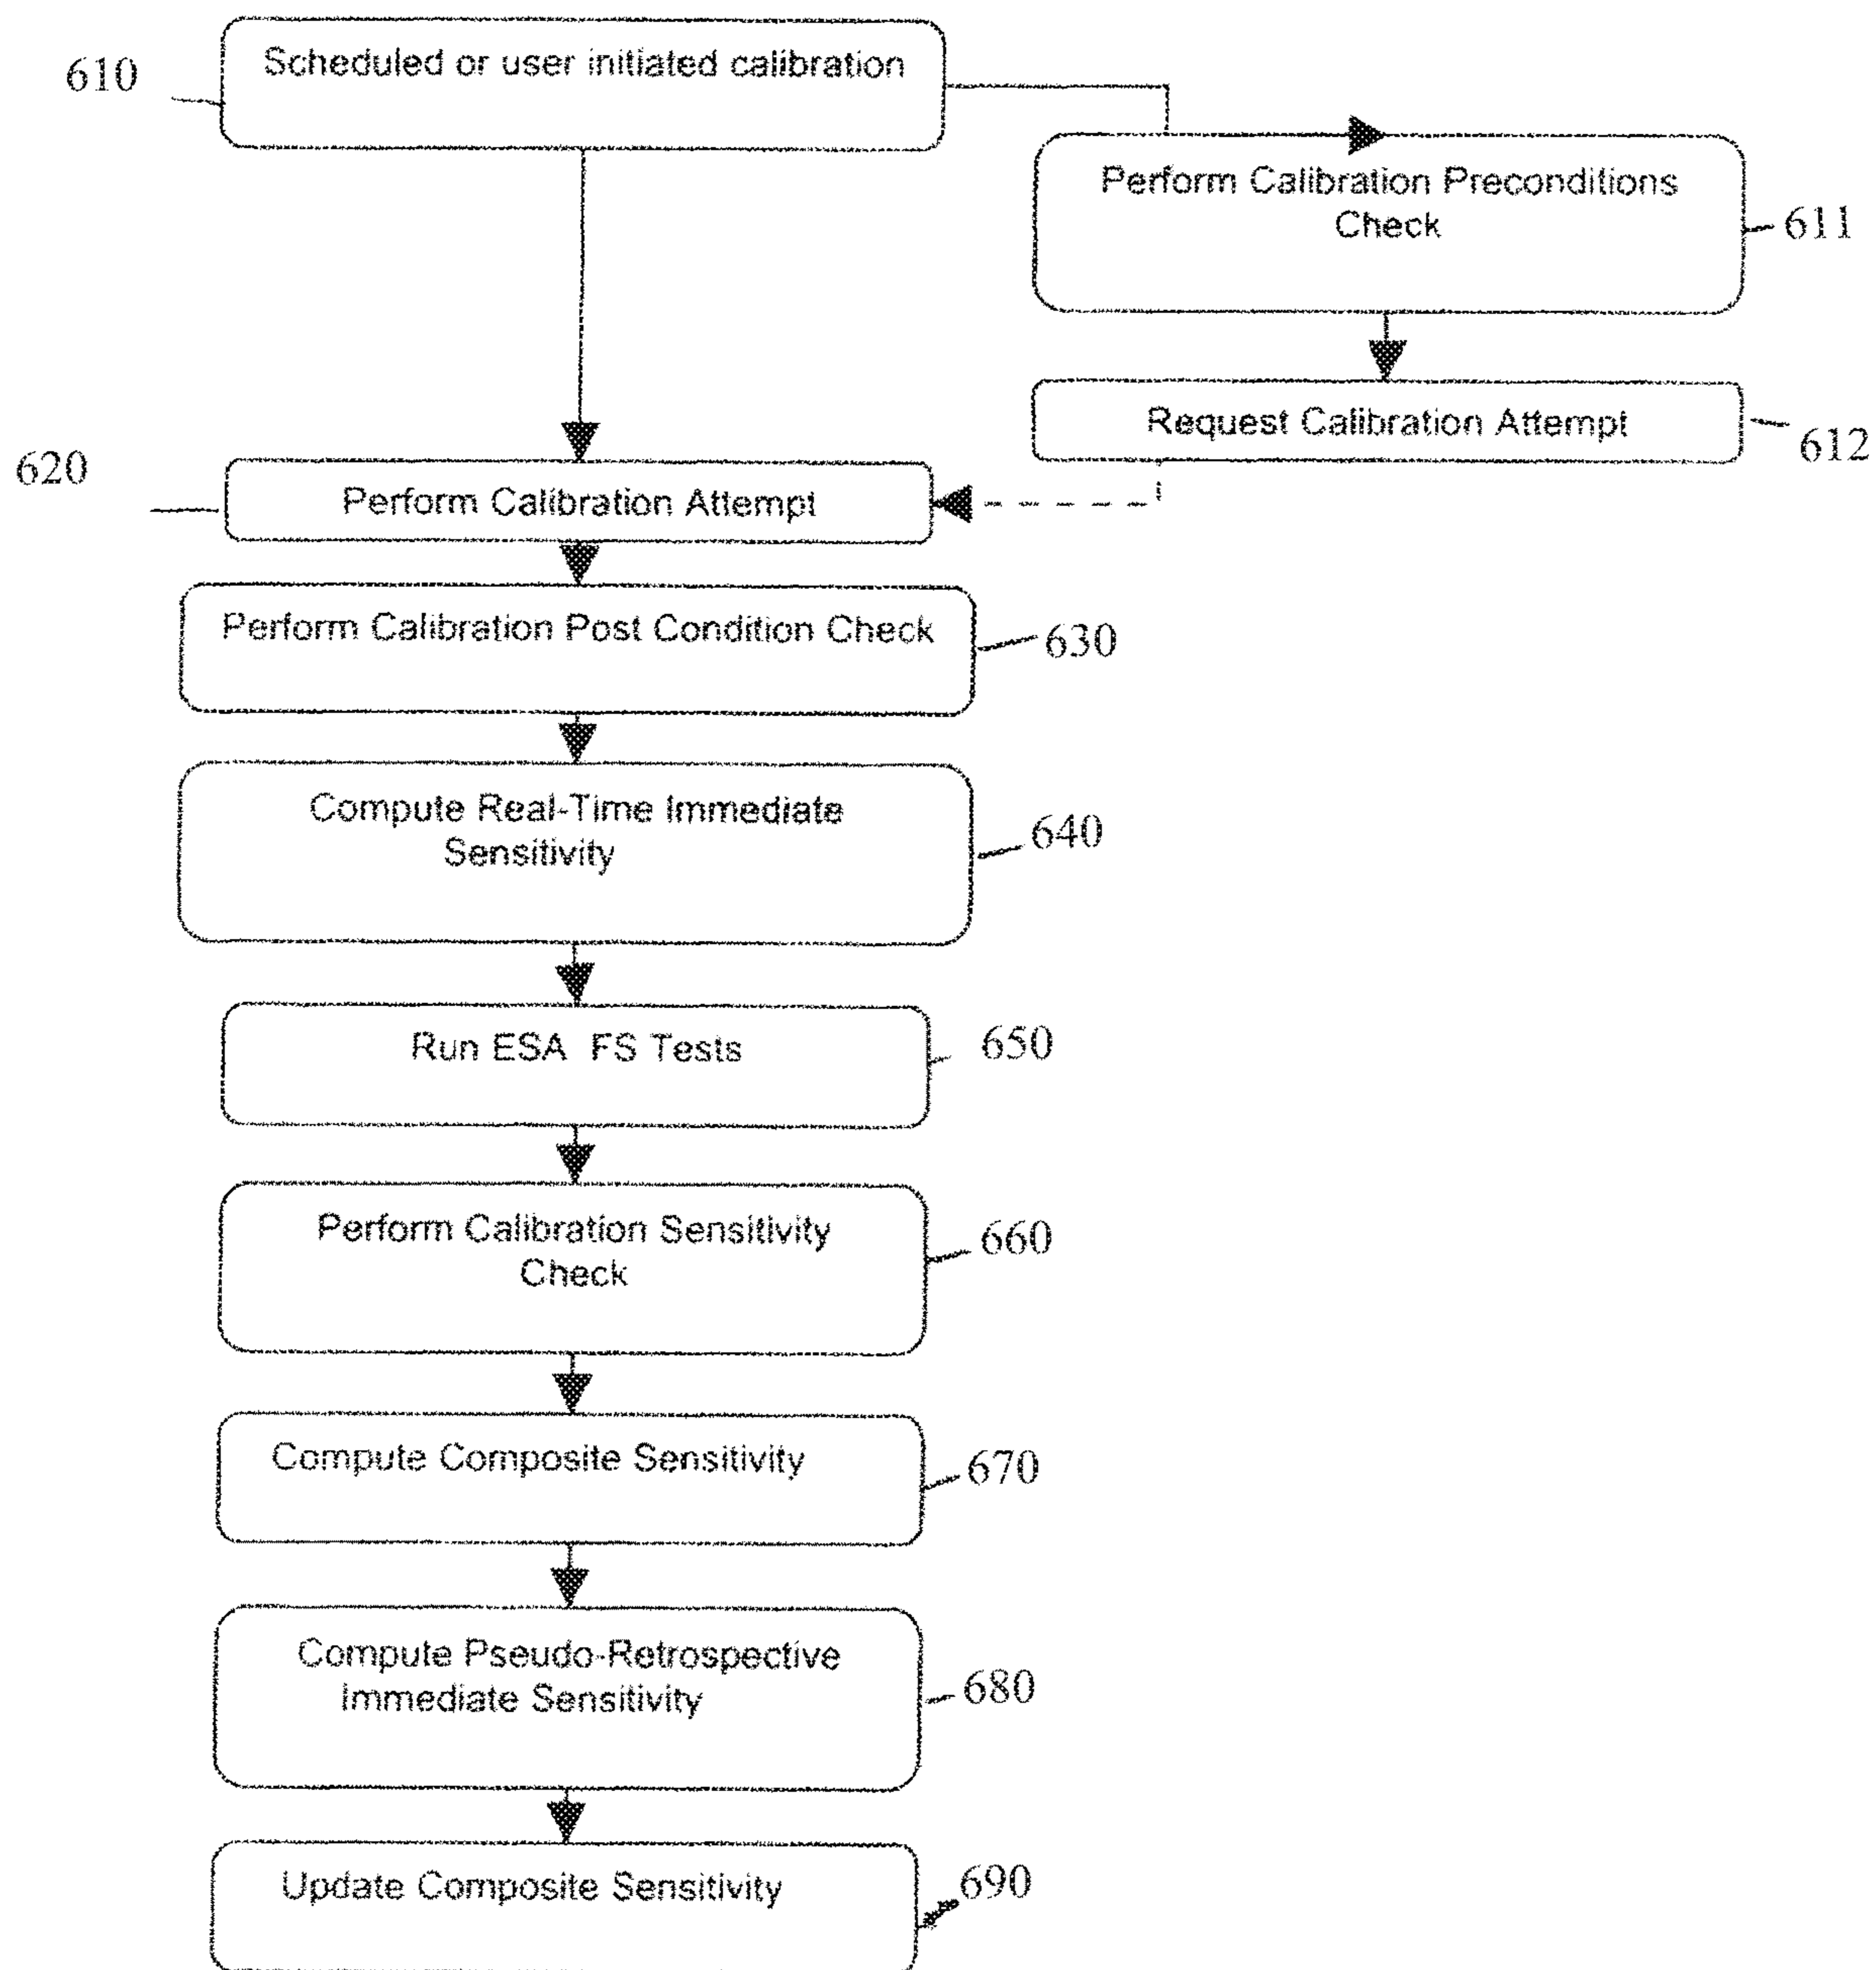 610
Scheduled or user initiated calibration
Perform Calibration Preconditions
Check
611
Request Calibration Attempt
612
620
Perform Calibration Attempt
Perform Calibration Post Condition Check
630
Compute Real-Time Immediate
Sensitivity
640
Run ESA FS Tests
650
Perform Calibration Sensitivity
Check
660
Compute Composite Sensitivity
670
Compute Pseudo-Retrospective
Immediate Sensitivity
680
Update Composite Sensitivity
690